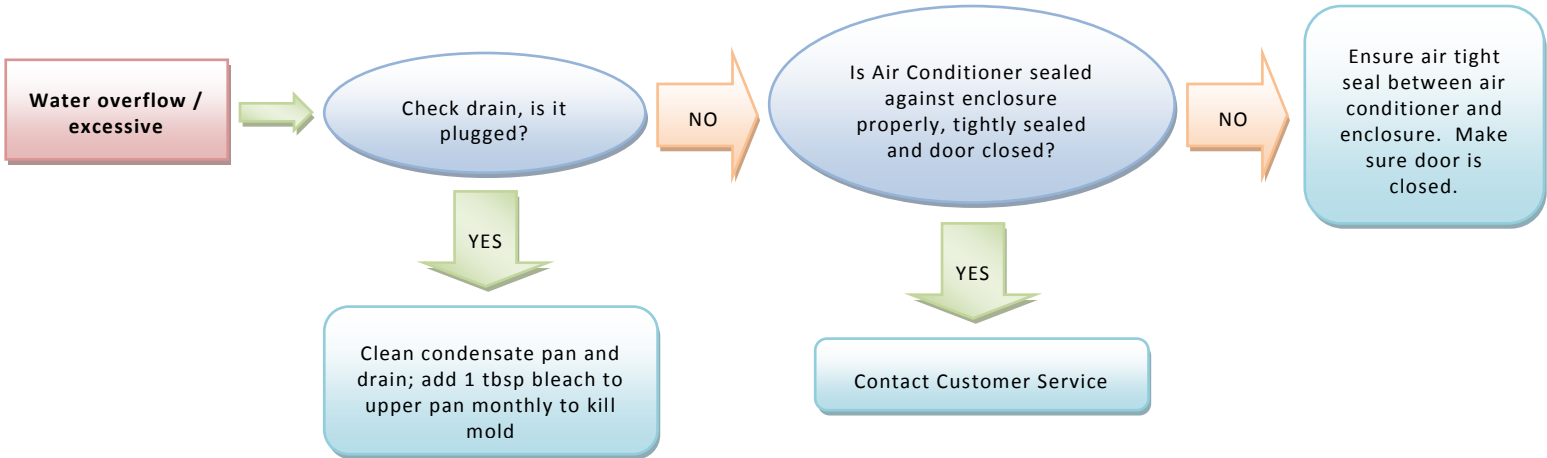 Water overflow /
excessive
Check drain, is it
plugged?
NO
Is Air Conditioner sealed
against enclosure
properly, tightly sealed
and door closed?
NO
Ensure air tight
seal between air
conditioner and
enclosure.  Make
sure door is
closed.
YES
YES
Clean condensate pan and
drain; add 1 tbsp bleach to
upper pan monthly to kill
mold
Contact Customer Service